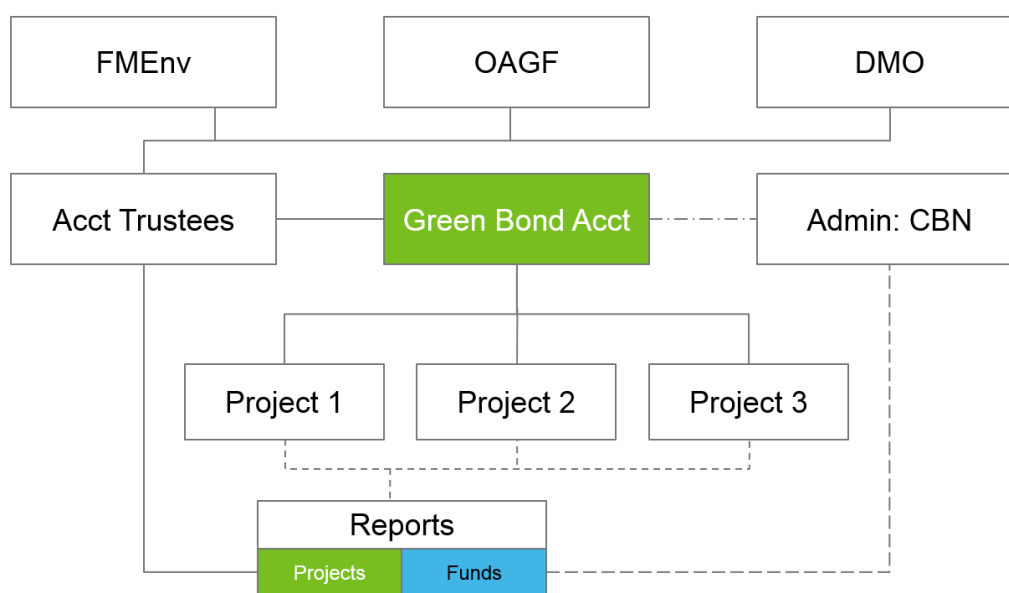 FMEnv
OAGF
DMO
Acct Trustees
Green Bond Acct
Admin: CBN
Project 1
Project 2
Project 3
Reports
Projects
Funds